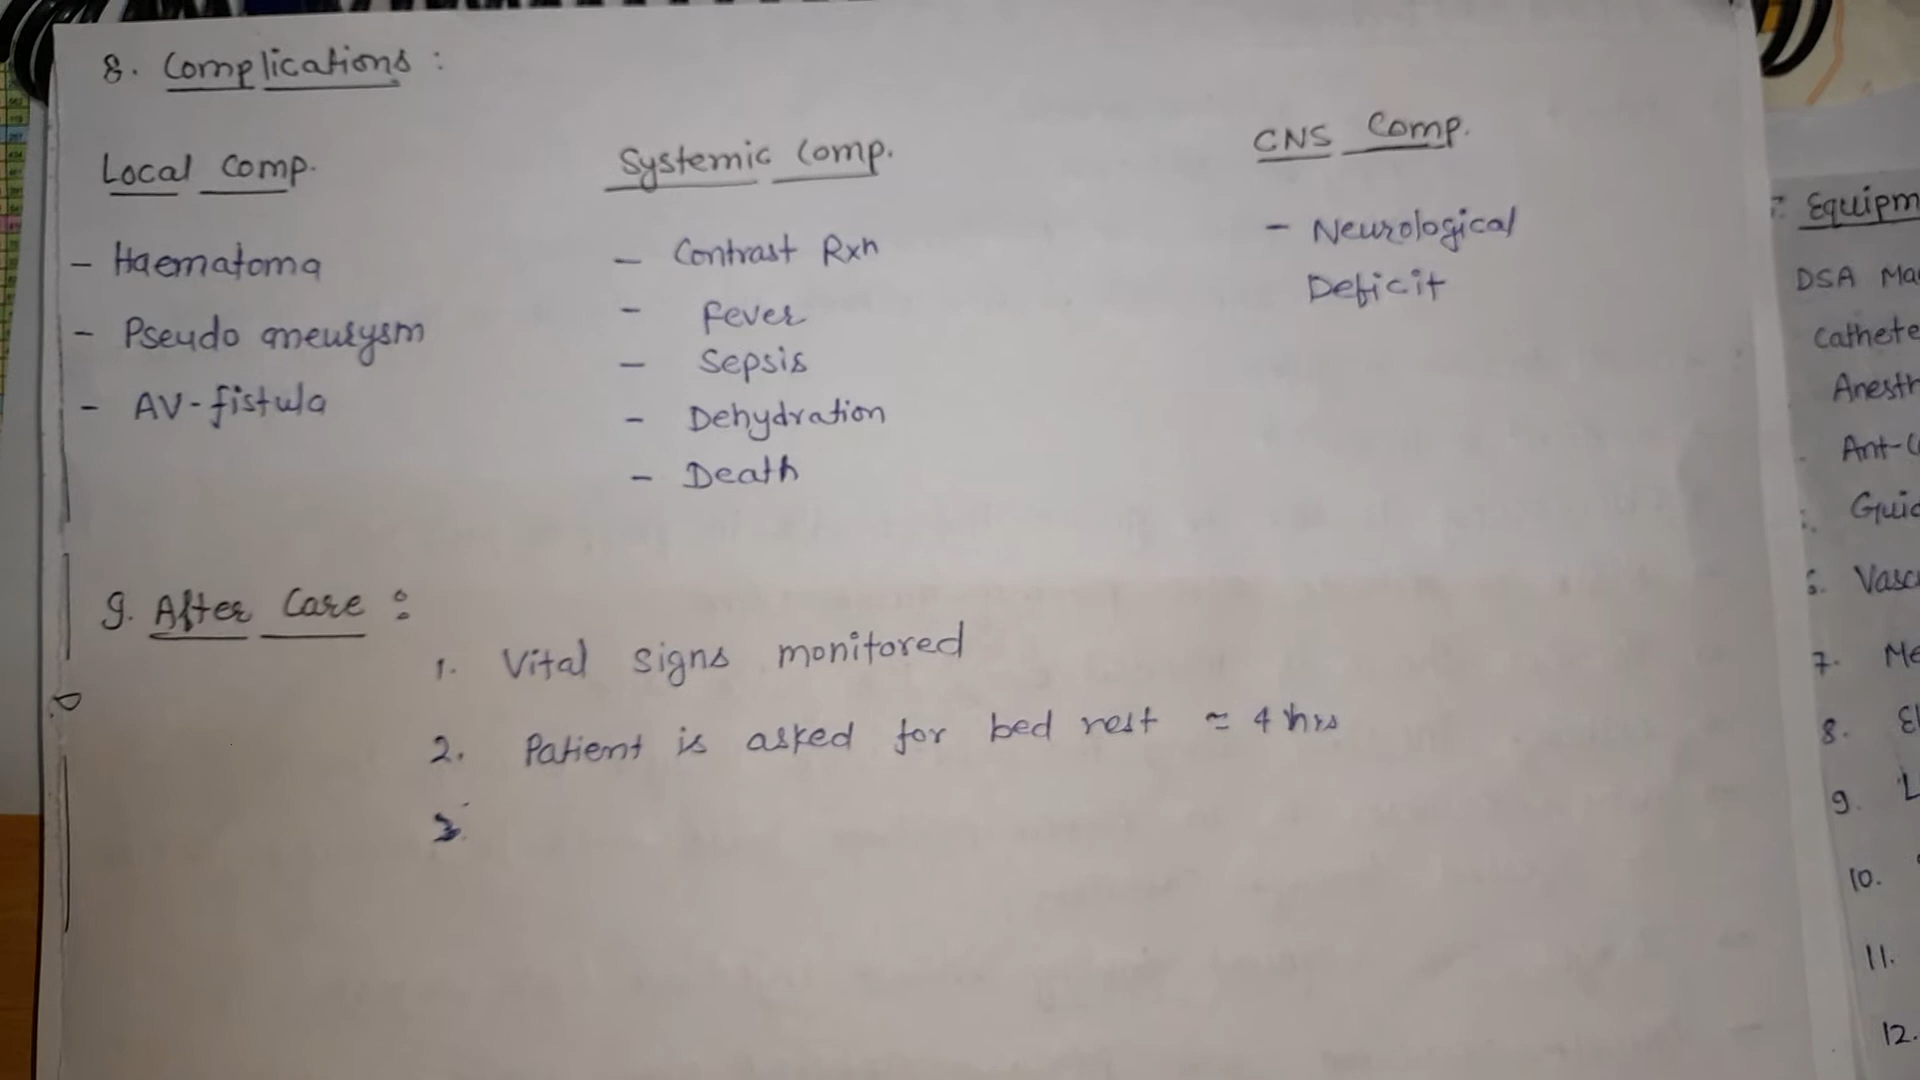 8. Complications :
Local Comp.
- Haematoma
- Pseudo aneurysm
- AV-fistula
Systemic Comp.
- Contrast Rxn
- Fever
- Sepsis
- Dehydration
- Death
CNS Comp.
- Neurological
Deficit
9. After Care :
1. Vital signs monitored
2. Patient is asked for bed rest ≃ 4 hrs
3.
Equipm
DSA Ma
Cathete
Anesth
Ant-C
Guid
Vasc
7. Me
8. El
9. L
10.
11.
12.